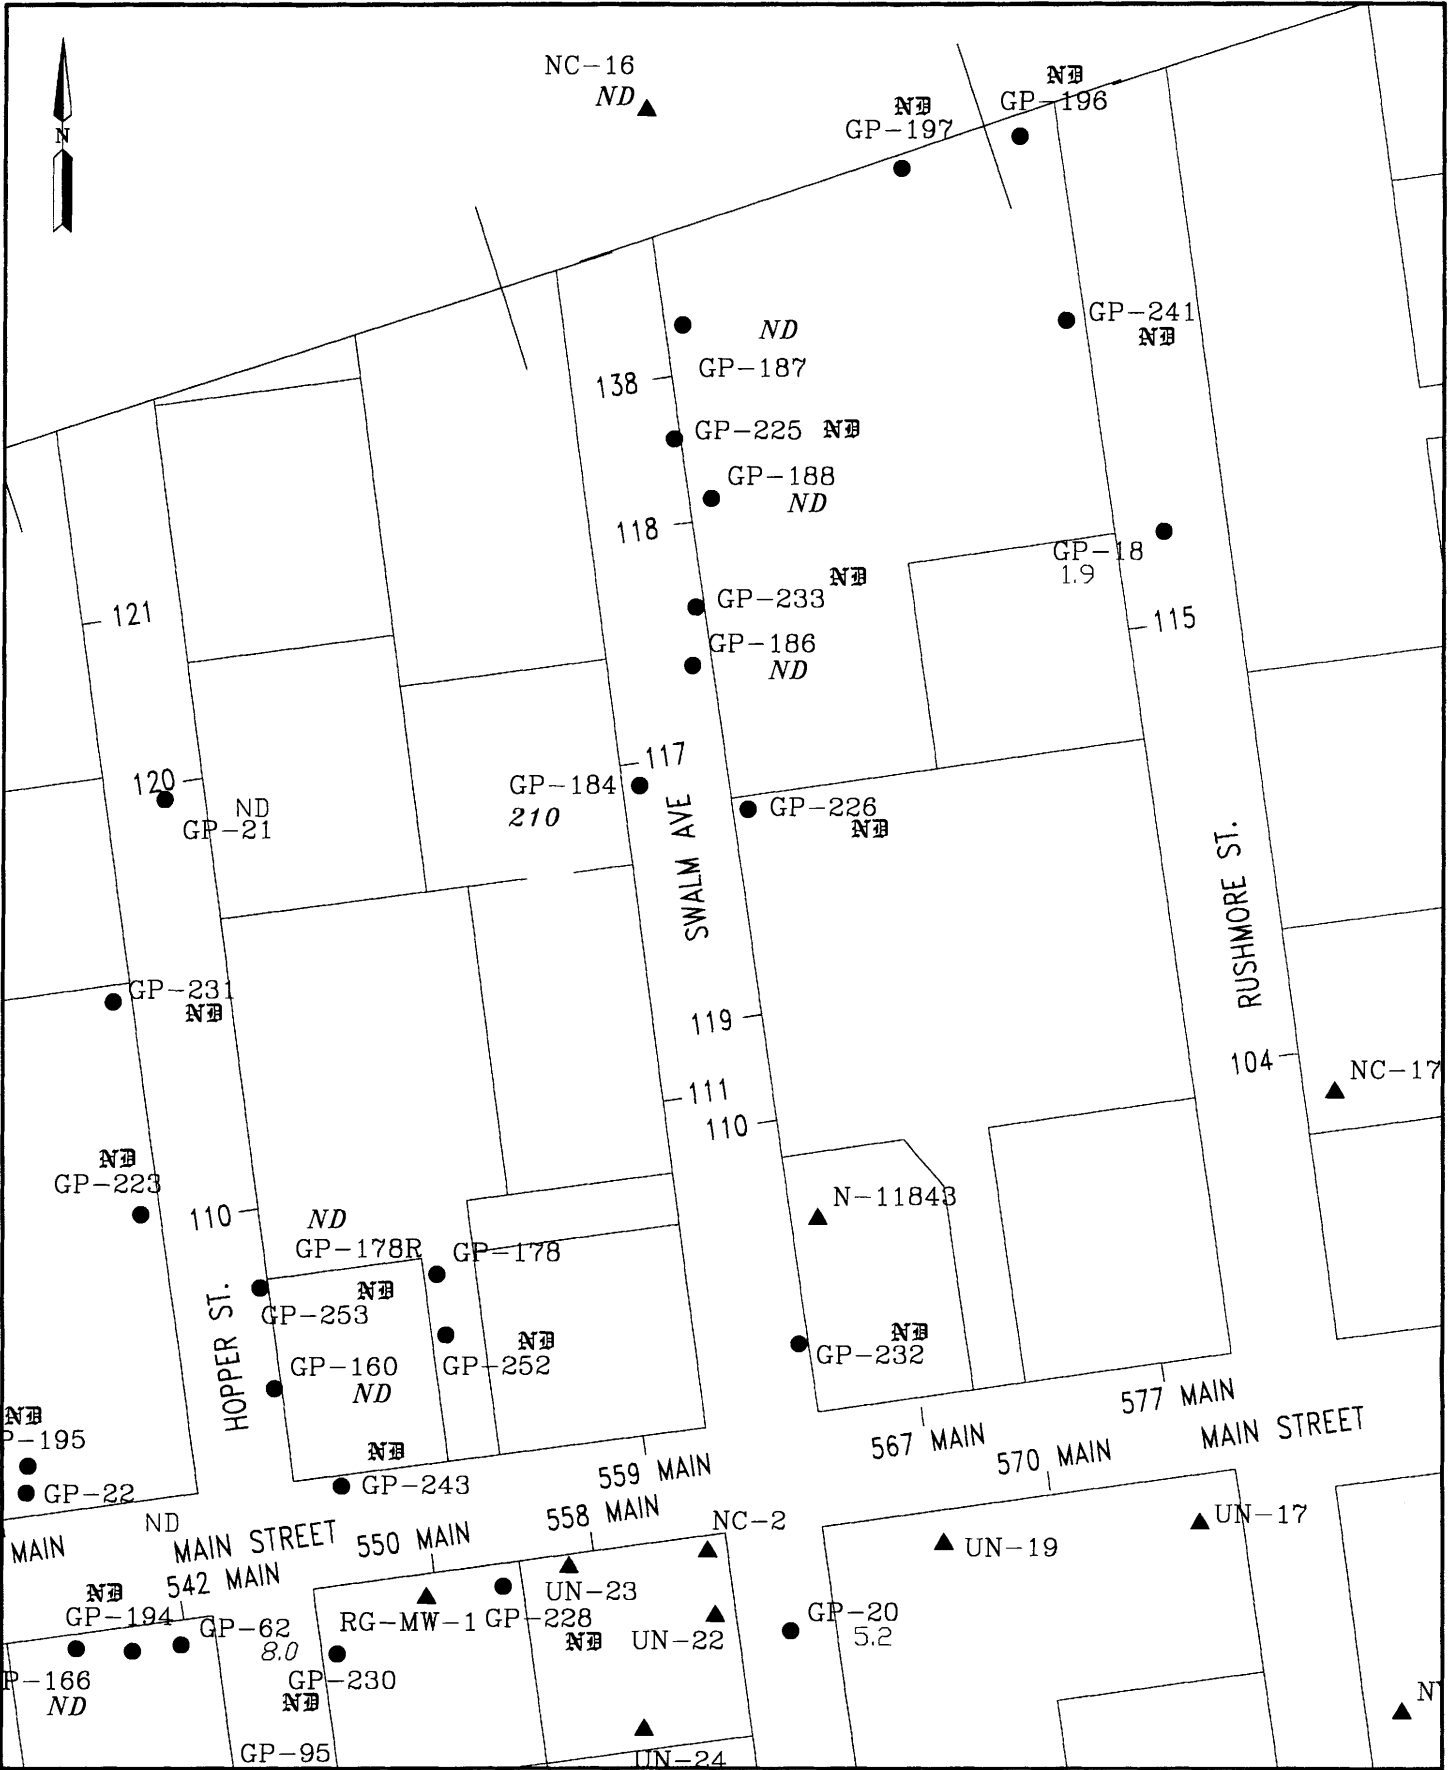 NC-16
ND
N
ND
GP-196
ND
GP-197
GP-241
ND
ND
GP-187
138
GP-225 ND
GP-188
ND
118
GP-18
1.9
ND
GP-233
121
115
GP-186
ND
117
120
GP-184
210
ND
GP-21
GP-226
ND
SWALM AVE
RUSHMORE ST.
GP-231
ND
119
104
NC-17
111
110
ND
GP-223
N-11843
110
ND
GP-178R
GP-178
ND
GP-253
HOPPER ST.
ND
GP-252
ND
GP-232
GP-160
ND
577 MAIN
MAIN STREET
567 MAIN
570 MAIN
ND
P-195
ND
GP-243
559 MAIN
GP-22
ND
558 MAIN
NC-2
UN-17
MAIN
MAIN STREET
550 MAIN
UN-19
542 MAIN
ND
GP-194
UN-23
RG-MW-1
GP-228
ND
UN-22
GP-20
5.2
GP-62
8.0
P-166
ND
GP-230
ND
GP-95
UN-24